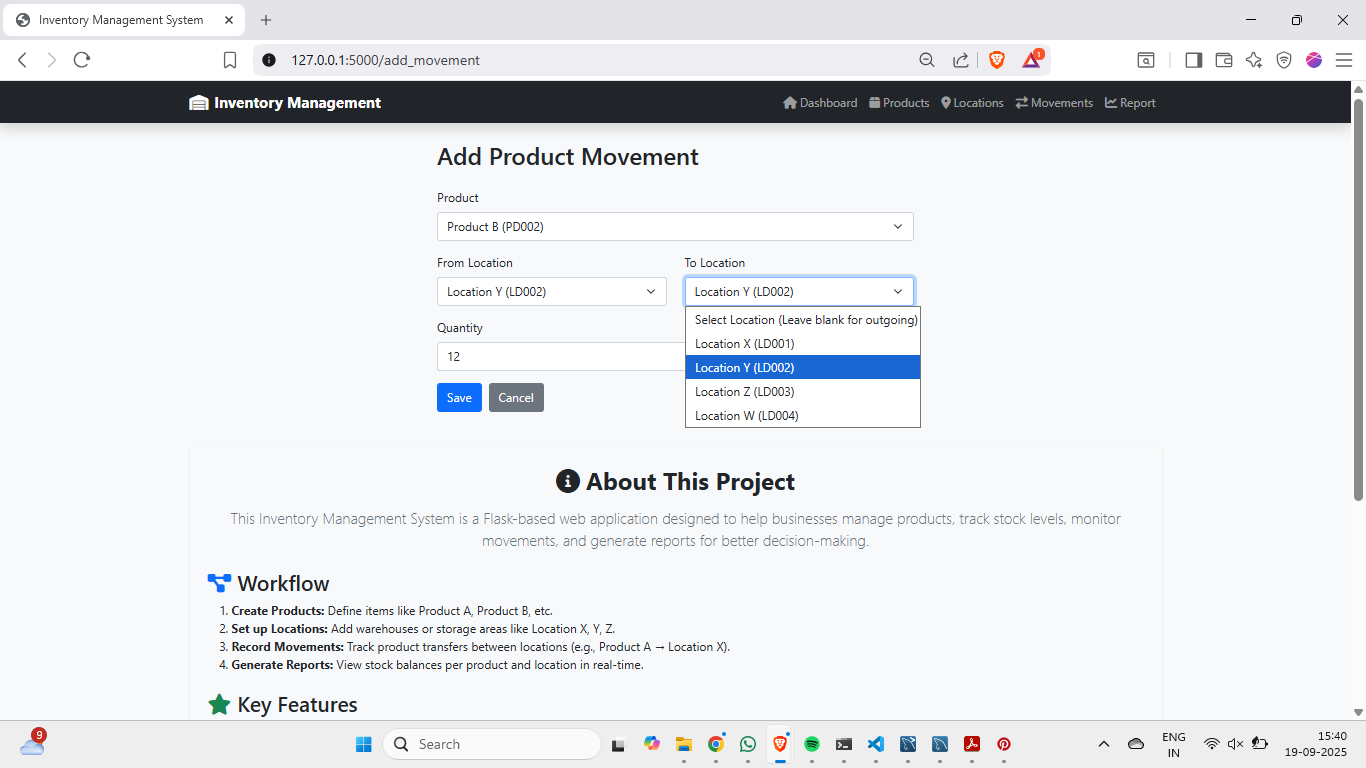 Inventory Management System
127.0.0.1:5000/add_movement
1
Inventory Management
Dashboard Products Locations Movements Report
Add Product Movement
Product
Product B (PD002)
From Location To Location
Location Y (LD002) Location Y (LD002)
Select Location (Leave blank for outgoing)
Quantity
Location X (LD001)
12
Location Y (LD002)
Location Z (LD003)
Save Cancel
Location W (LD004)
About This Project
This Inventory Management System is a Flask-based web application designed to help businesses manage products, track stock levels, monitor
movements, and generate reports for better decision-making.
Workflow
1. Create Products: Define items like Product A, Product B, etc.
2. Set up Locations: Add warehouses or storage areas like Location X, Y, Z.
3. Record Movements: Track product transfers between locations (e.g., Product A → Location X).
4. Generate Reports: View stock balances per product and location in real-time.
Key Features
9
Search
ENG
IN
15:40
19-09-2025